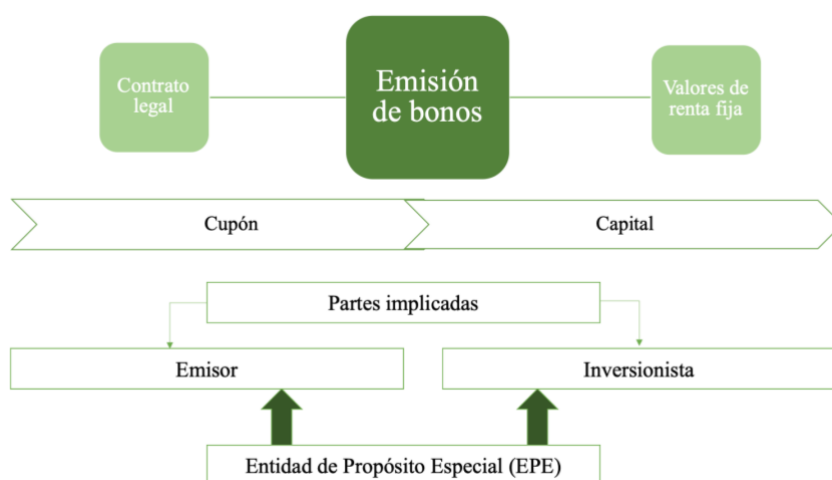 Contrato
legal
Emisión
de bonos
Valores de
renta fija
Cupón
Capital
Partes implicadas
Emisor
Inversionista
Entidad de Propósito Especial (EPE)